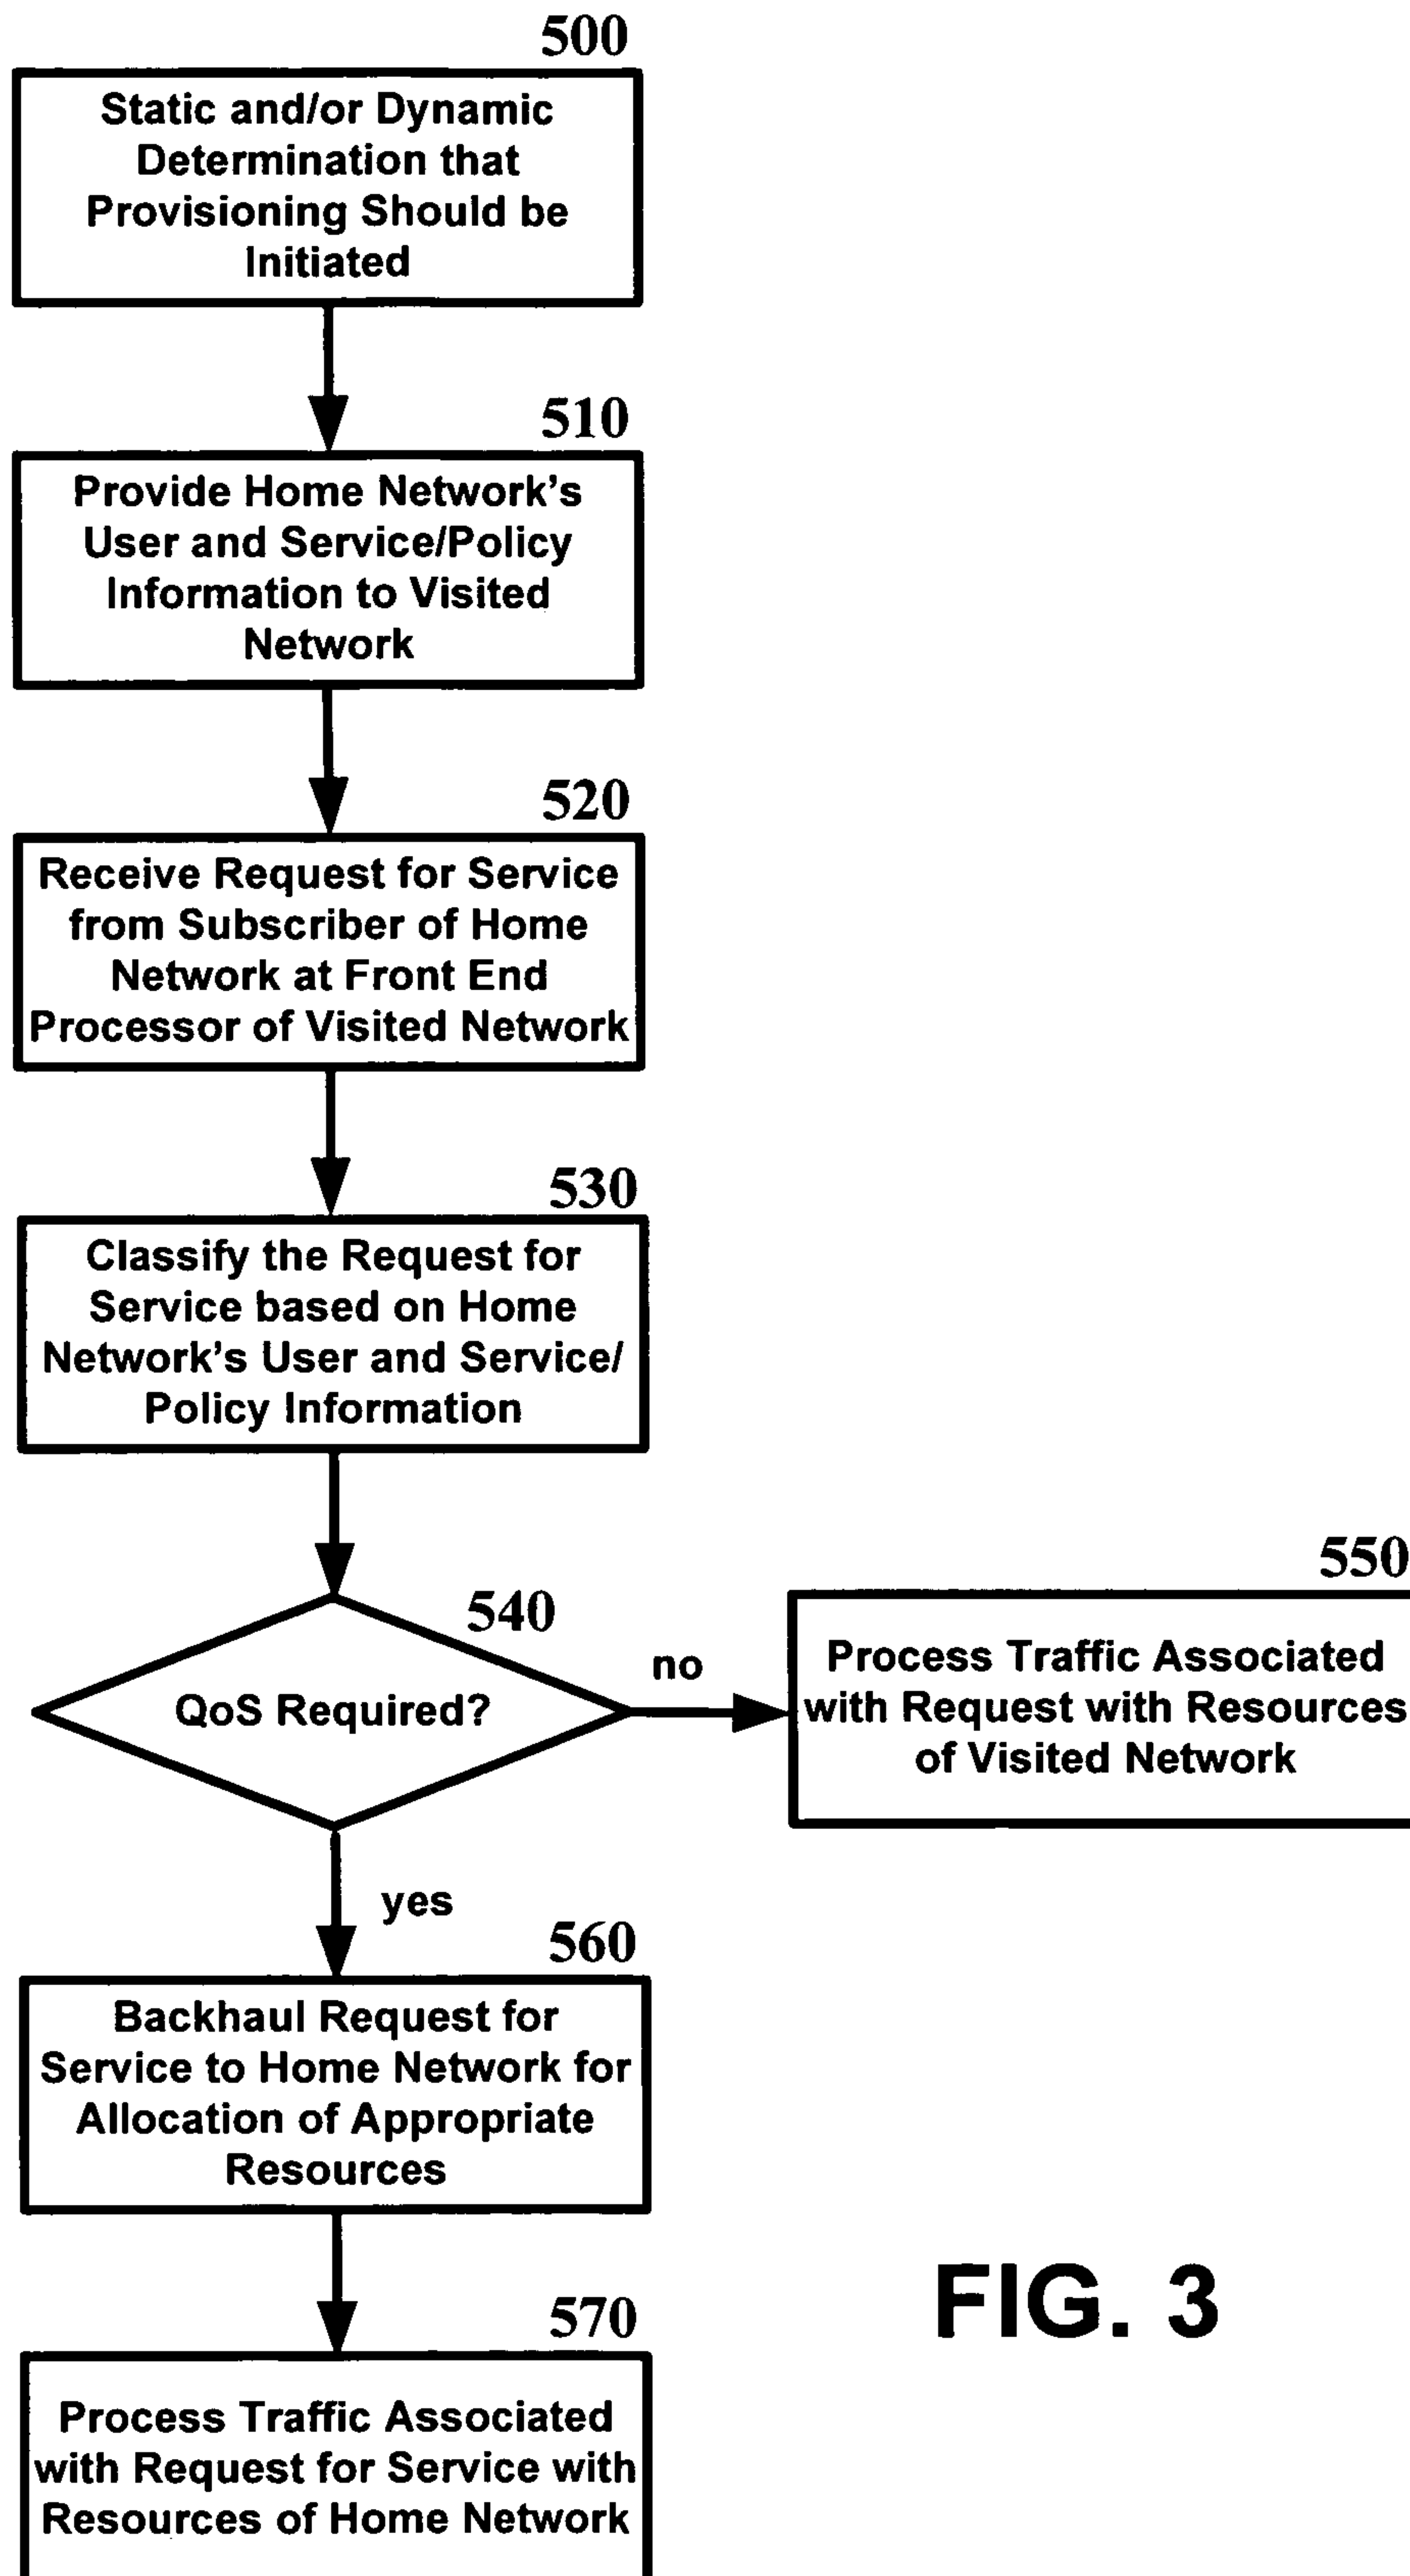 500
Static and/or Dynamic
Determination that
Provisioning Should be
Initiated
510
Provide Home Network's
User and Service/Policy
Information to Visited
Network
520
Receive Request for Service
from Subscriber of Home
Network at Front End
Processor of Visited Network
530
Classify the Request for
Service based on Home
Network's User and Service/
Policy Information
540
QoS Required?
no
550
Process Traffic Associated
with Request with Resources
of Visited Network
yes
560
Backhaul Request for
Service to Home Network for
Allocation of Appropriate
Resources
570
Process Traffic Associated
with Request for Service with
Resources of Home Network
FIG. 3